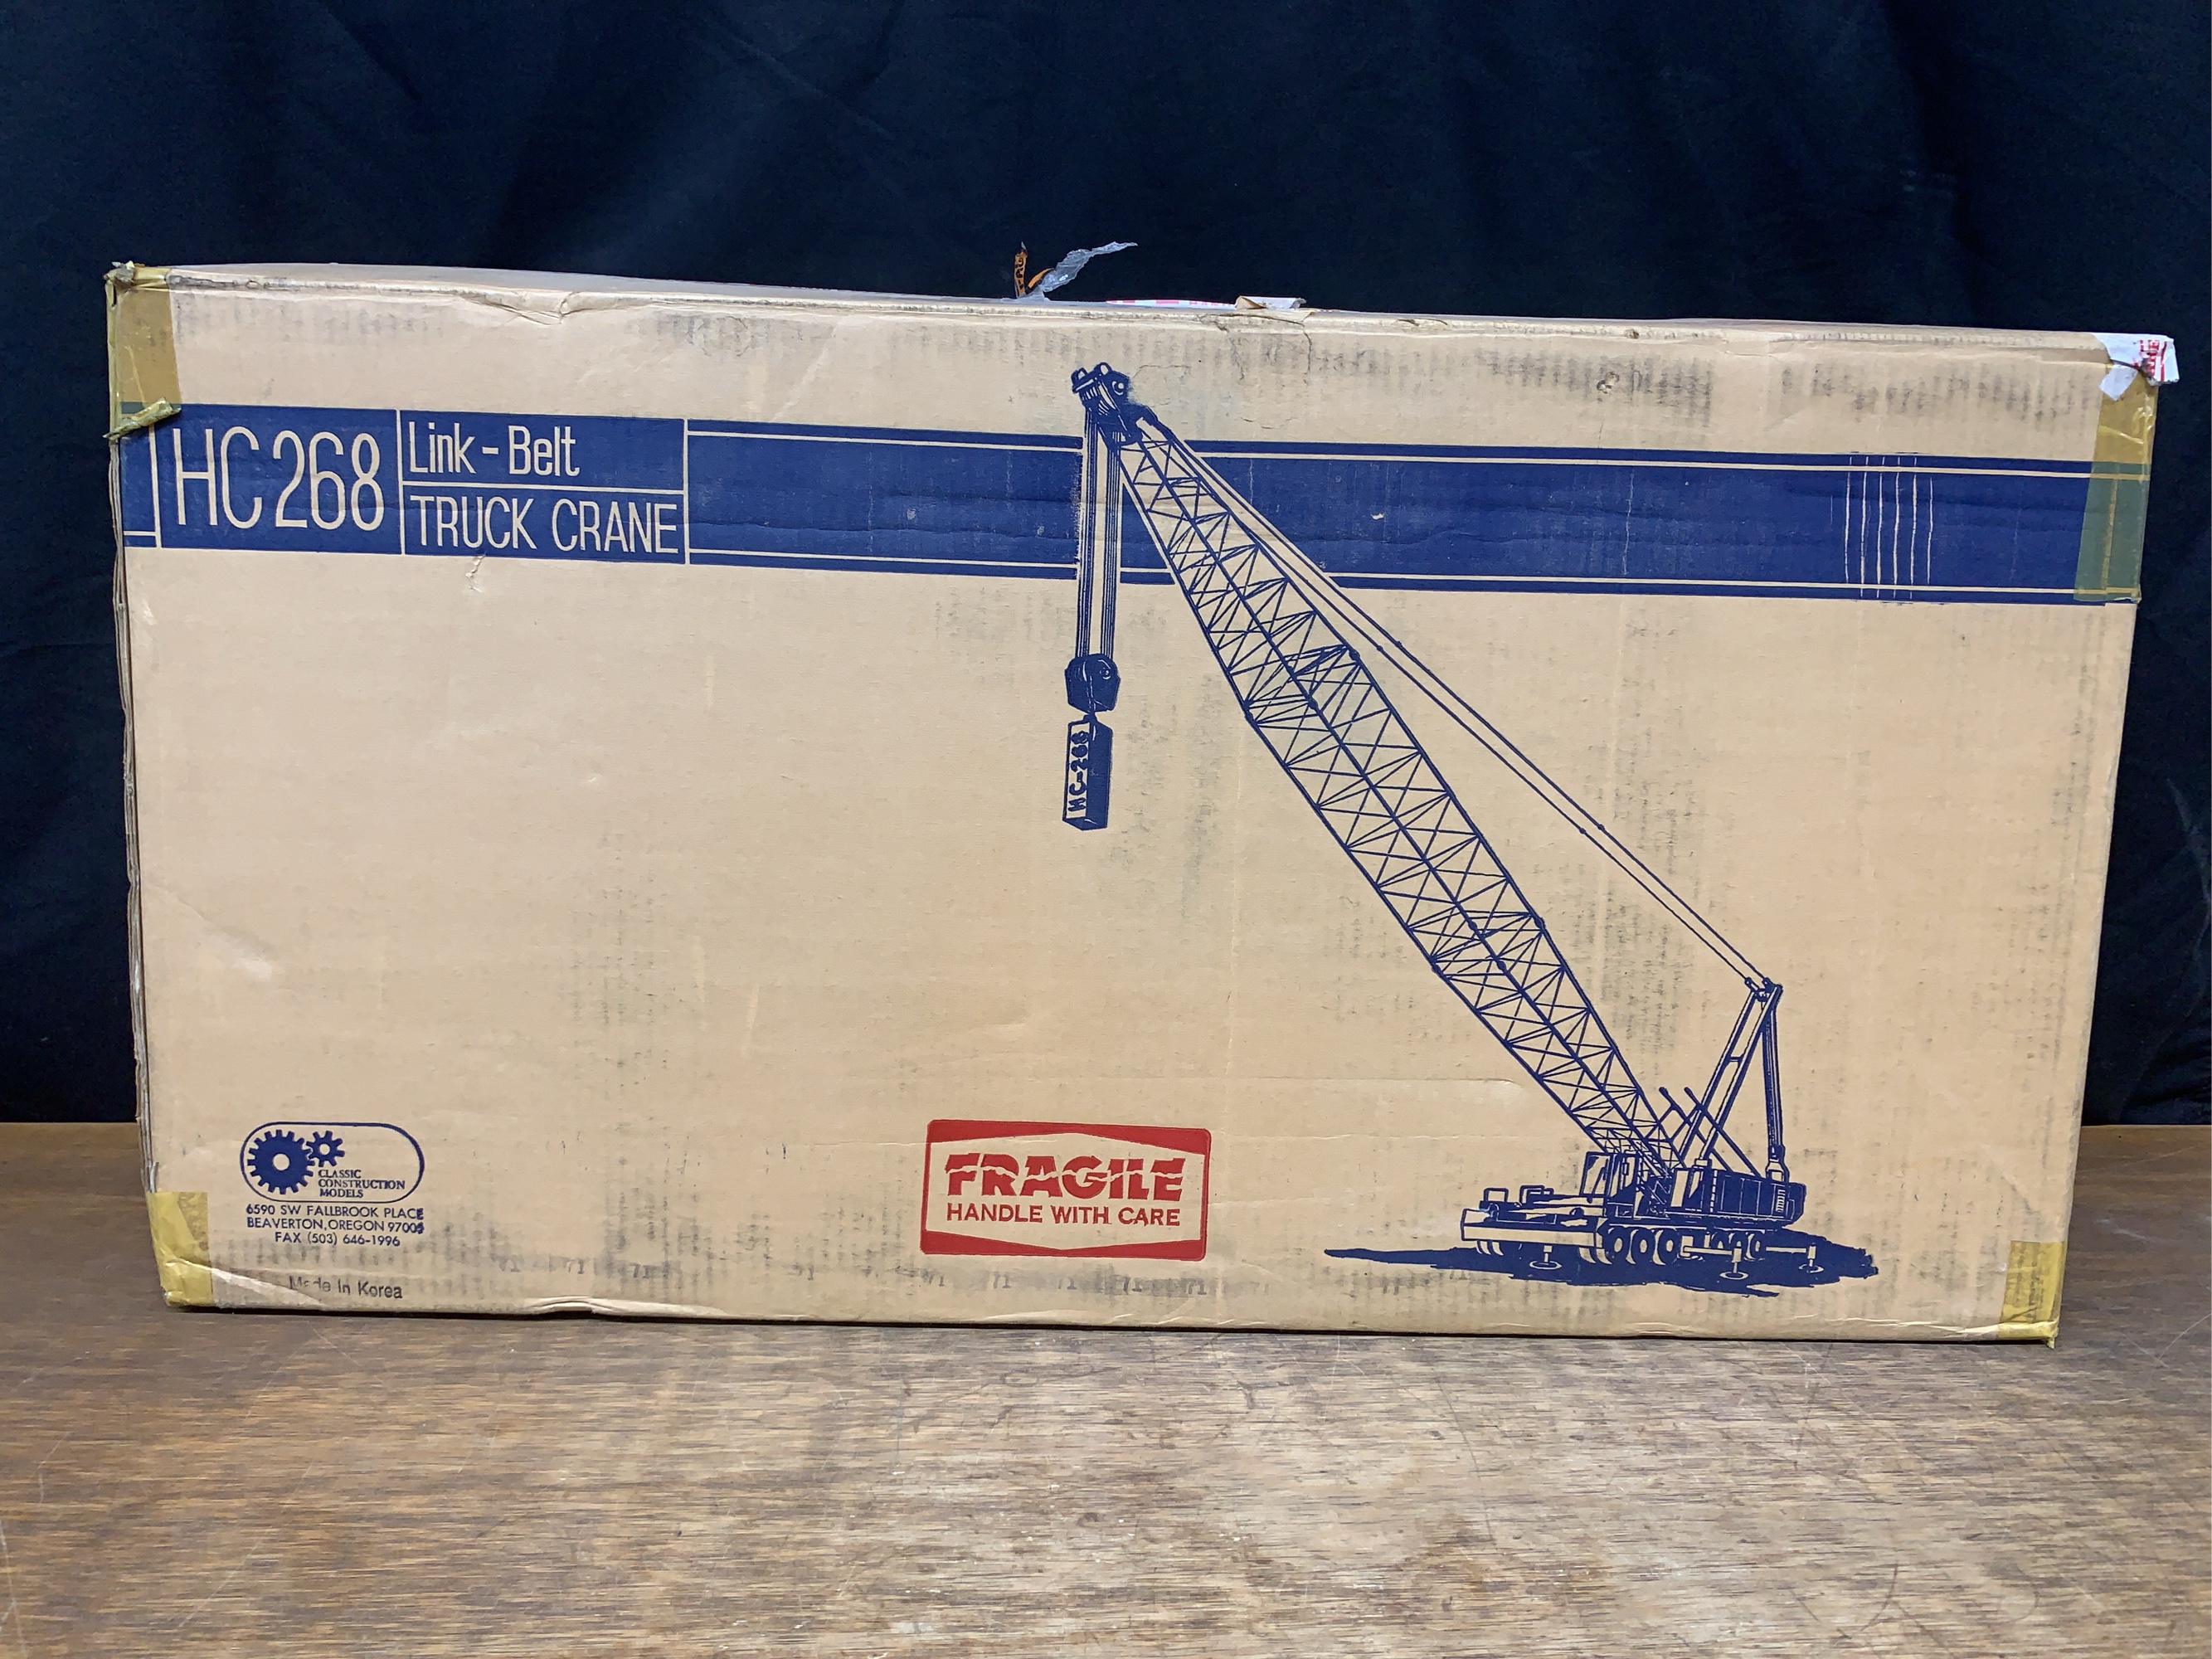 HC268
Link-Belt
TRUCK CRANE
HC-268
CLASSIC
CONSTRUCTION
MODELS
6590 SW FALLBROOK PLACE
BEAVERTON, OREGON 97005
FAX (503) 646-1996
Made In Korea
FRAGILE
HANDLE WITH CARE